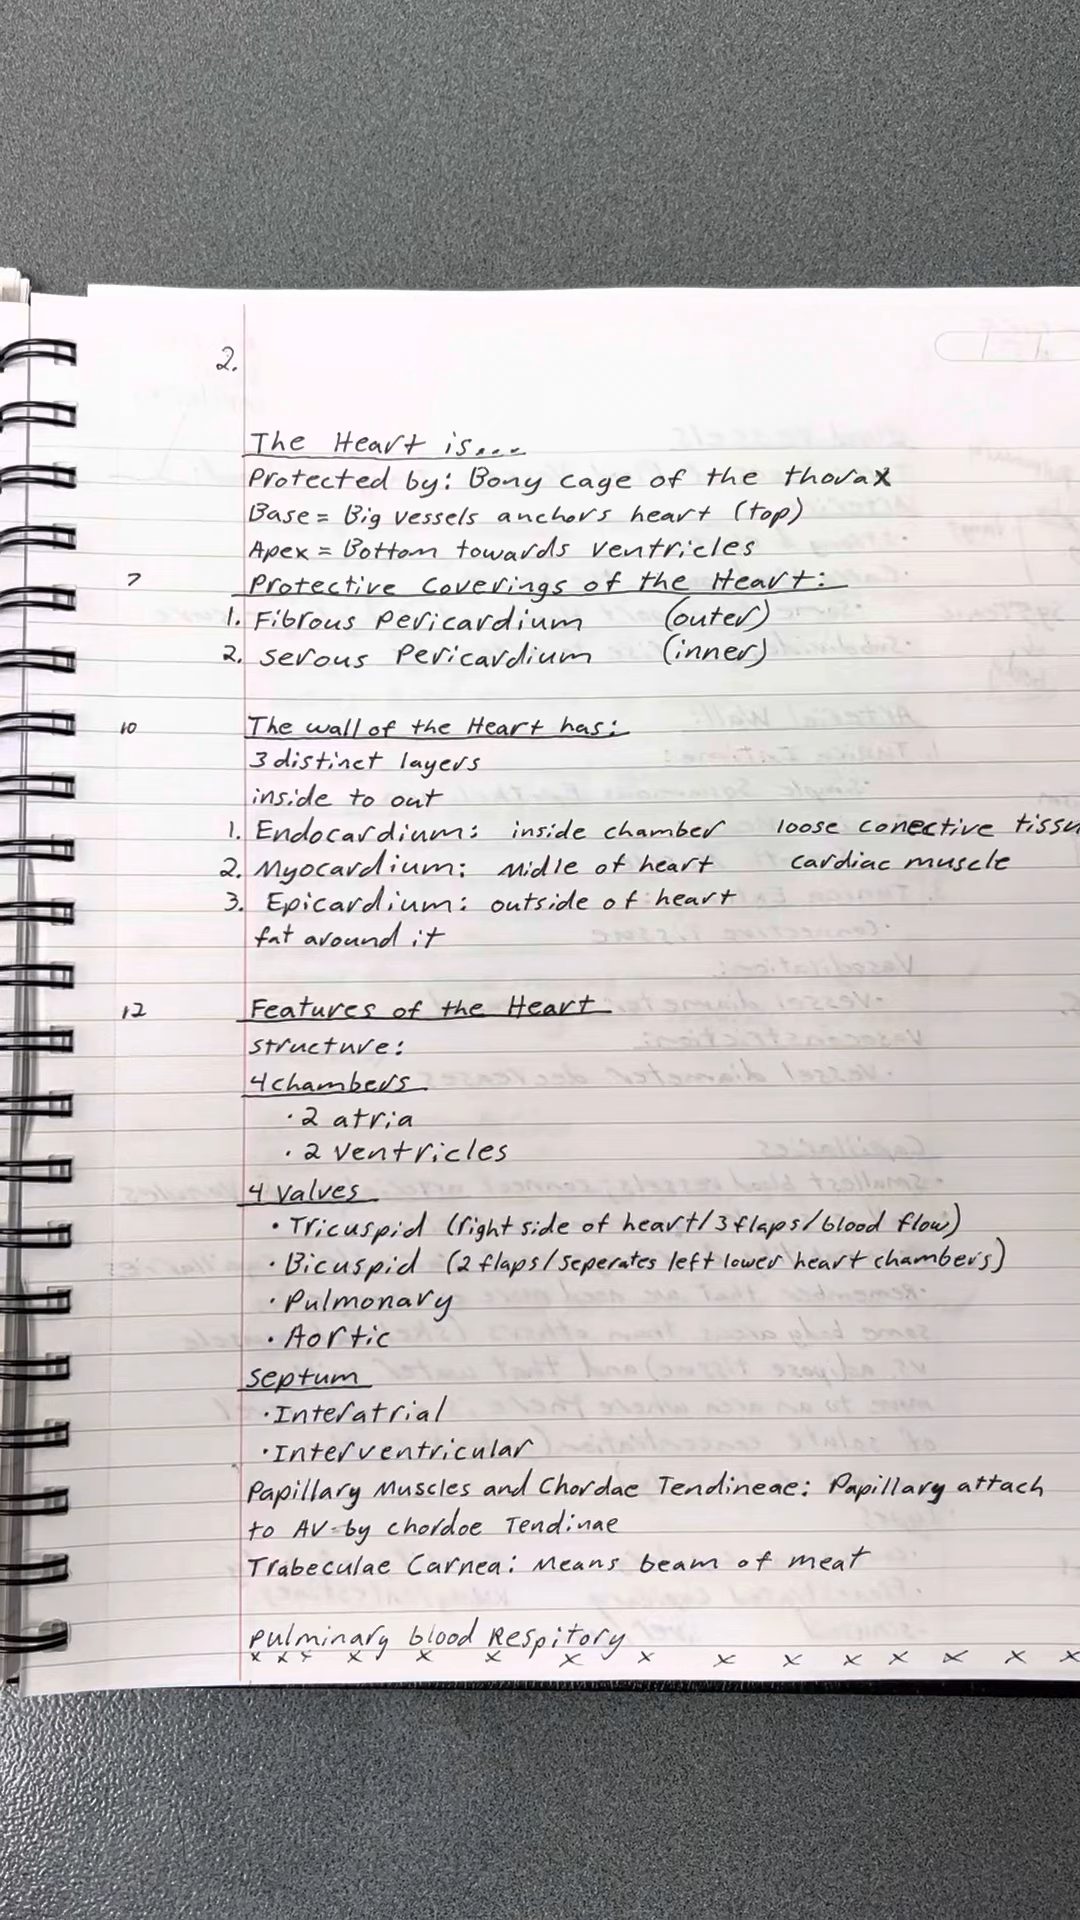 2.
The Heart is...
Protected by: Bony cage of the thorax
Base = Big vessels anchors heart (top)
Apex = Bottom towards ventricles
7 Protective Coverings of the Heart:
1. Fibrous Pericardium (outer)
2. Serous Pericardium (inner)
10 The wall of the Heart has:
3 distinct layers
inside to out
1. Endocardium: inside chamber loose conective
2. Myocardium: Midle of heart cardiac muscle
3. Epicardium: outside of heart
fat around it
12 Features of the Heart
structure:
4 chambers
· 2 atria
· 2 ventricles
4 Valves
· Tricuspid (right side of heart/3 flaps/blood flow)
· Bicuspid (2 flaps/seperates left lower heart chambers)
· Pulmonary
· Aortic
Septum
· Interatrial
· Interventricular
Papillary Muscles and Chordae Tendineae: Papillary attach
to AV by chordoe Tendinae
Trabeculae Carnea: Means beam of meat
Pulminary blood Respitory
x x x x x x x x x x x x x x x